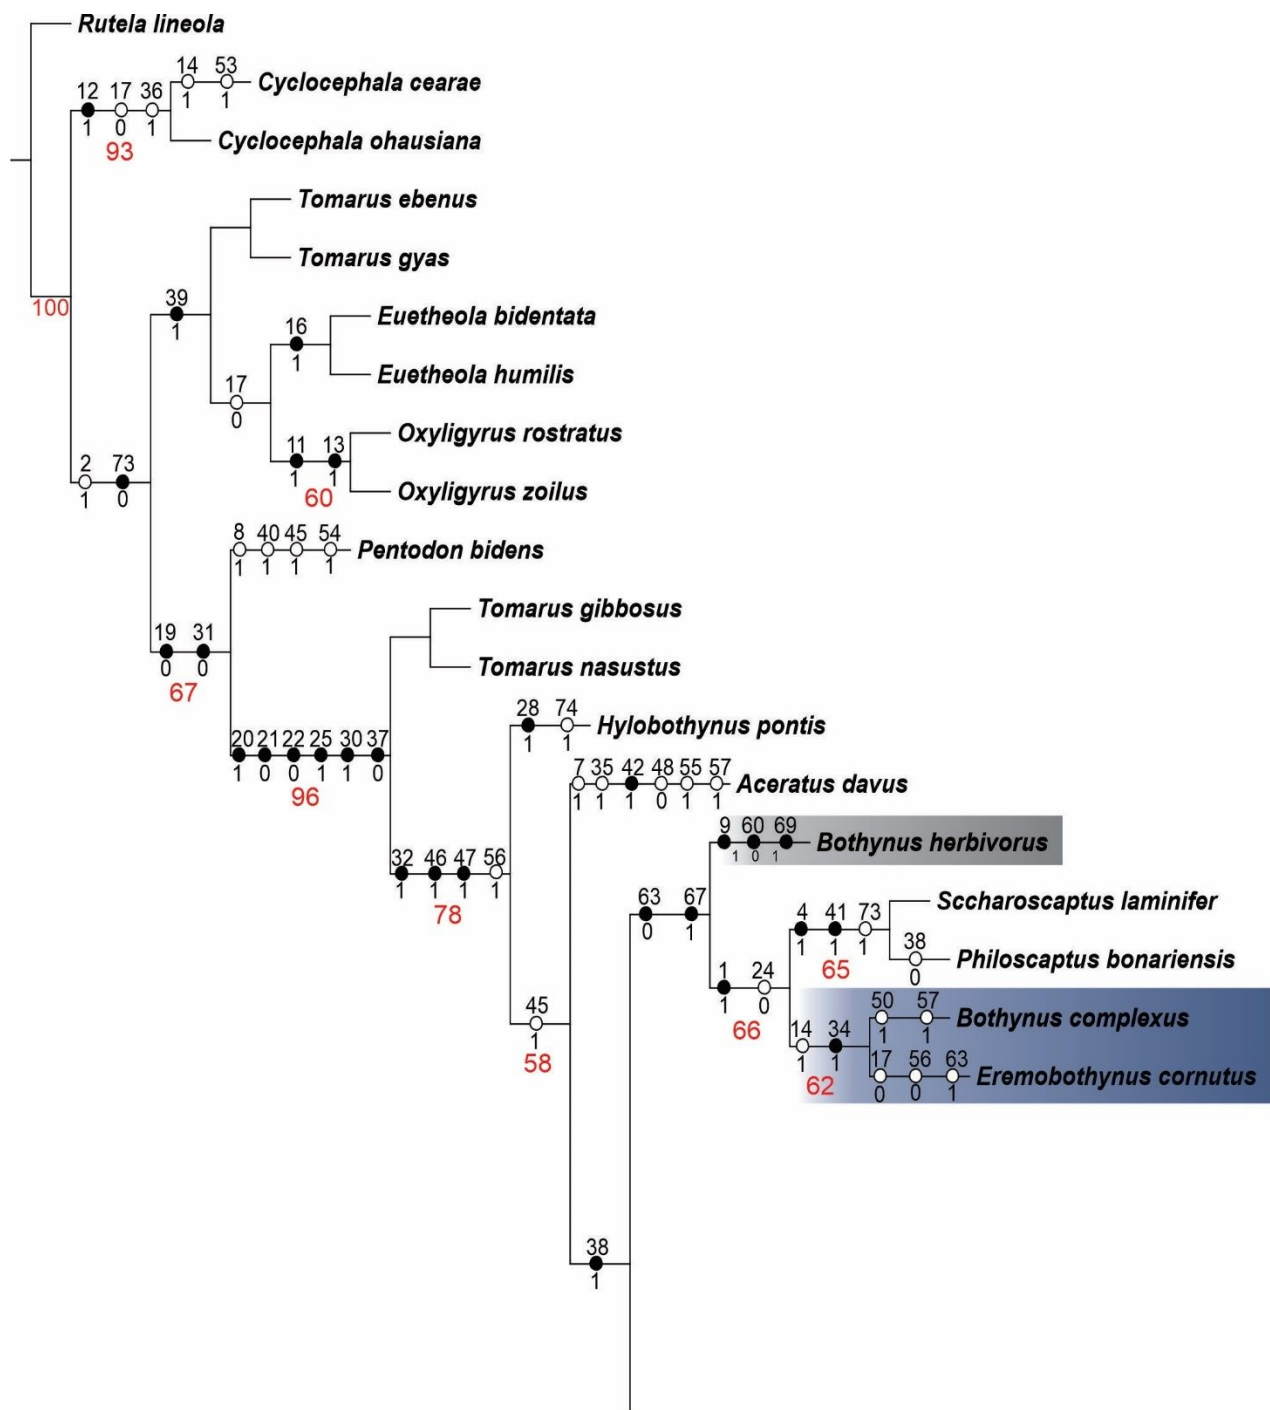 Rutela lineola
14 53
Cyclocephala cearae
1 1
12 17 36
1 0 1
93
Cyclocephala ohausiana
Tomarus ebenus
Tomarus gyas
100
39
1
Euetheola bidentata
16
1
Euetheola humilis
17
0
Oxyligyrus rostratus
11 13
1 1
60
Oxyligyrus zoilus
2 73
1 0
8 40 45 54
Pentodon bidens
1 1 1 1
Tomarus gibbosus
19 31
0 0
67
Tomarus nasustus
28 74
Hylobothynus pontis
1 1
20 21 22 25 30 37
1 0 0 1 1 0
96
7 35 42 48 55 57
Aceratus davus
1 1 1 0 1 1
9 60 69
Bothynus herbivorus
1 0 1
32 46 47 56
1 1 1 1
78
63 67
0 1
Sccharoscaptus laminifer
4 41 73
1 1 1
65
38
Philoscaptus bonariensis
0
1 24
1 0
66
50 57
Bothynus complexus
1 1
45
1
58
14 34
1 1
62
17 56 63
Eremobothynus cornutus
0 0 1
38
1